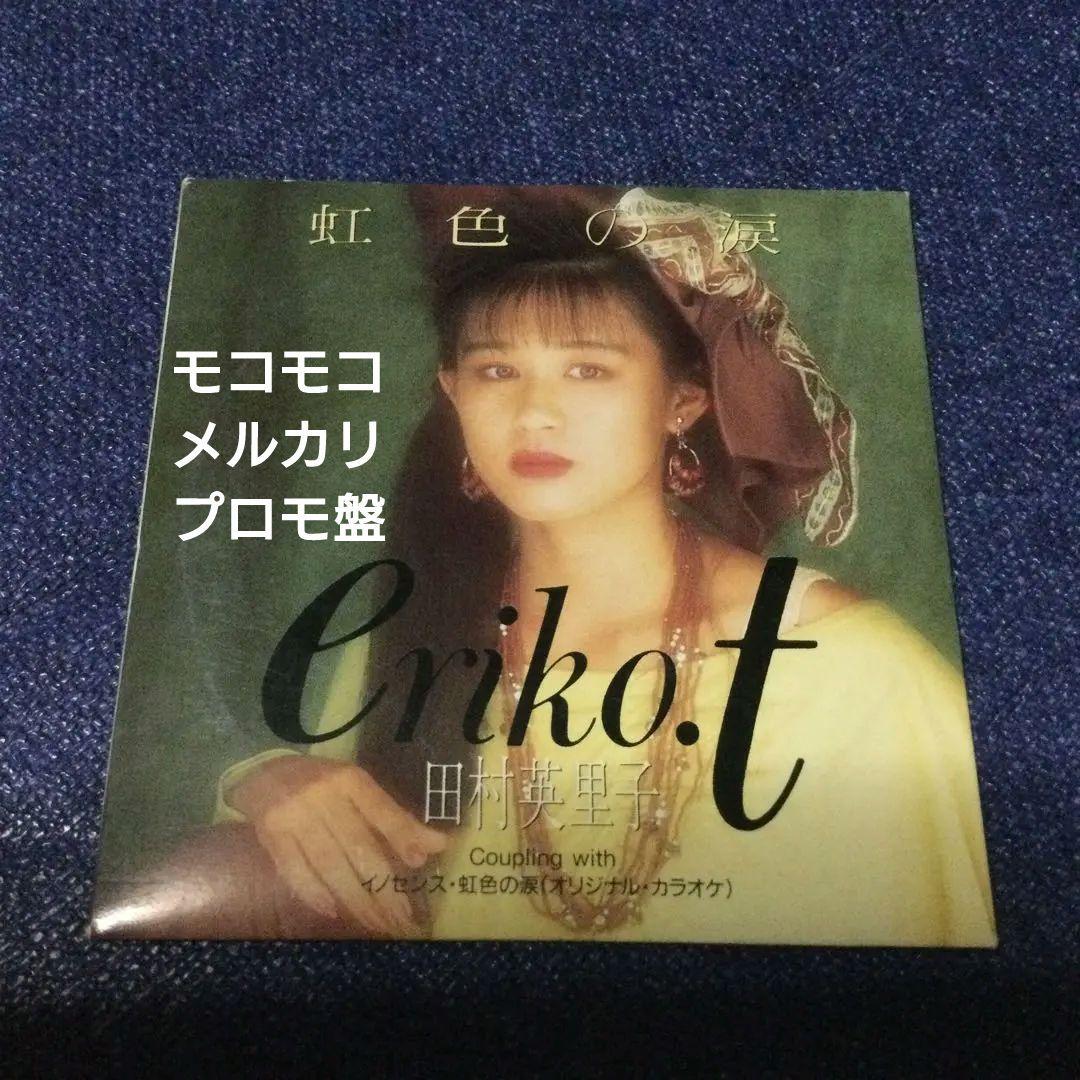 虹色の涙
モコモコ
メルカリ
プロモ盤
eriko.t
田村英里子
Coupling with
イノセンス・虹色の涙(オリジナル・カラオケ)